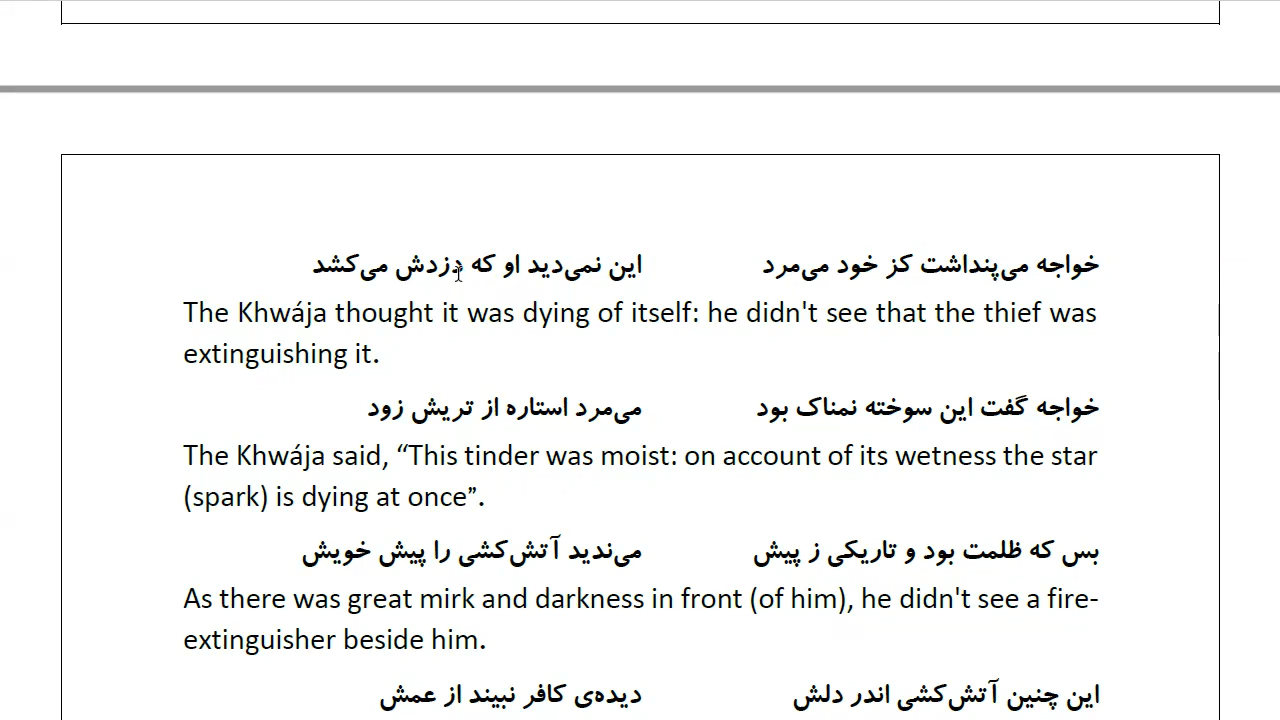 خواجه می‌پنداشت کز خود می‌مرد این نمی‌دید او که دزدش می‌کشد
The Khwája thought it was dying of itself: he didn't see that the thief was
extinguishing it.
خواجه گفت این سوخته نمناک بود می‌مرد استاره از تریش زود
The Khwája said, “This tinder was moist: on account of its wetness the star
(spark) is dying at once”.
بس که ظلمت بود و تاریکی ز پیش می‌ندید آتش‌کشی را پیش خویش
As there was great mirk and darkness in front (of him), he didn't see a fire-
extinguisher beside him.
این چنین آتش‌کشی اندر دلش دیده‌ی کافر نبیند از عمش